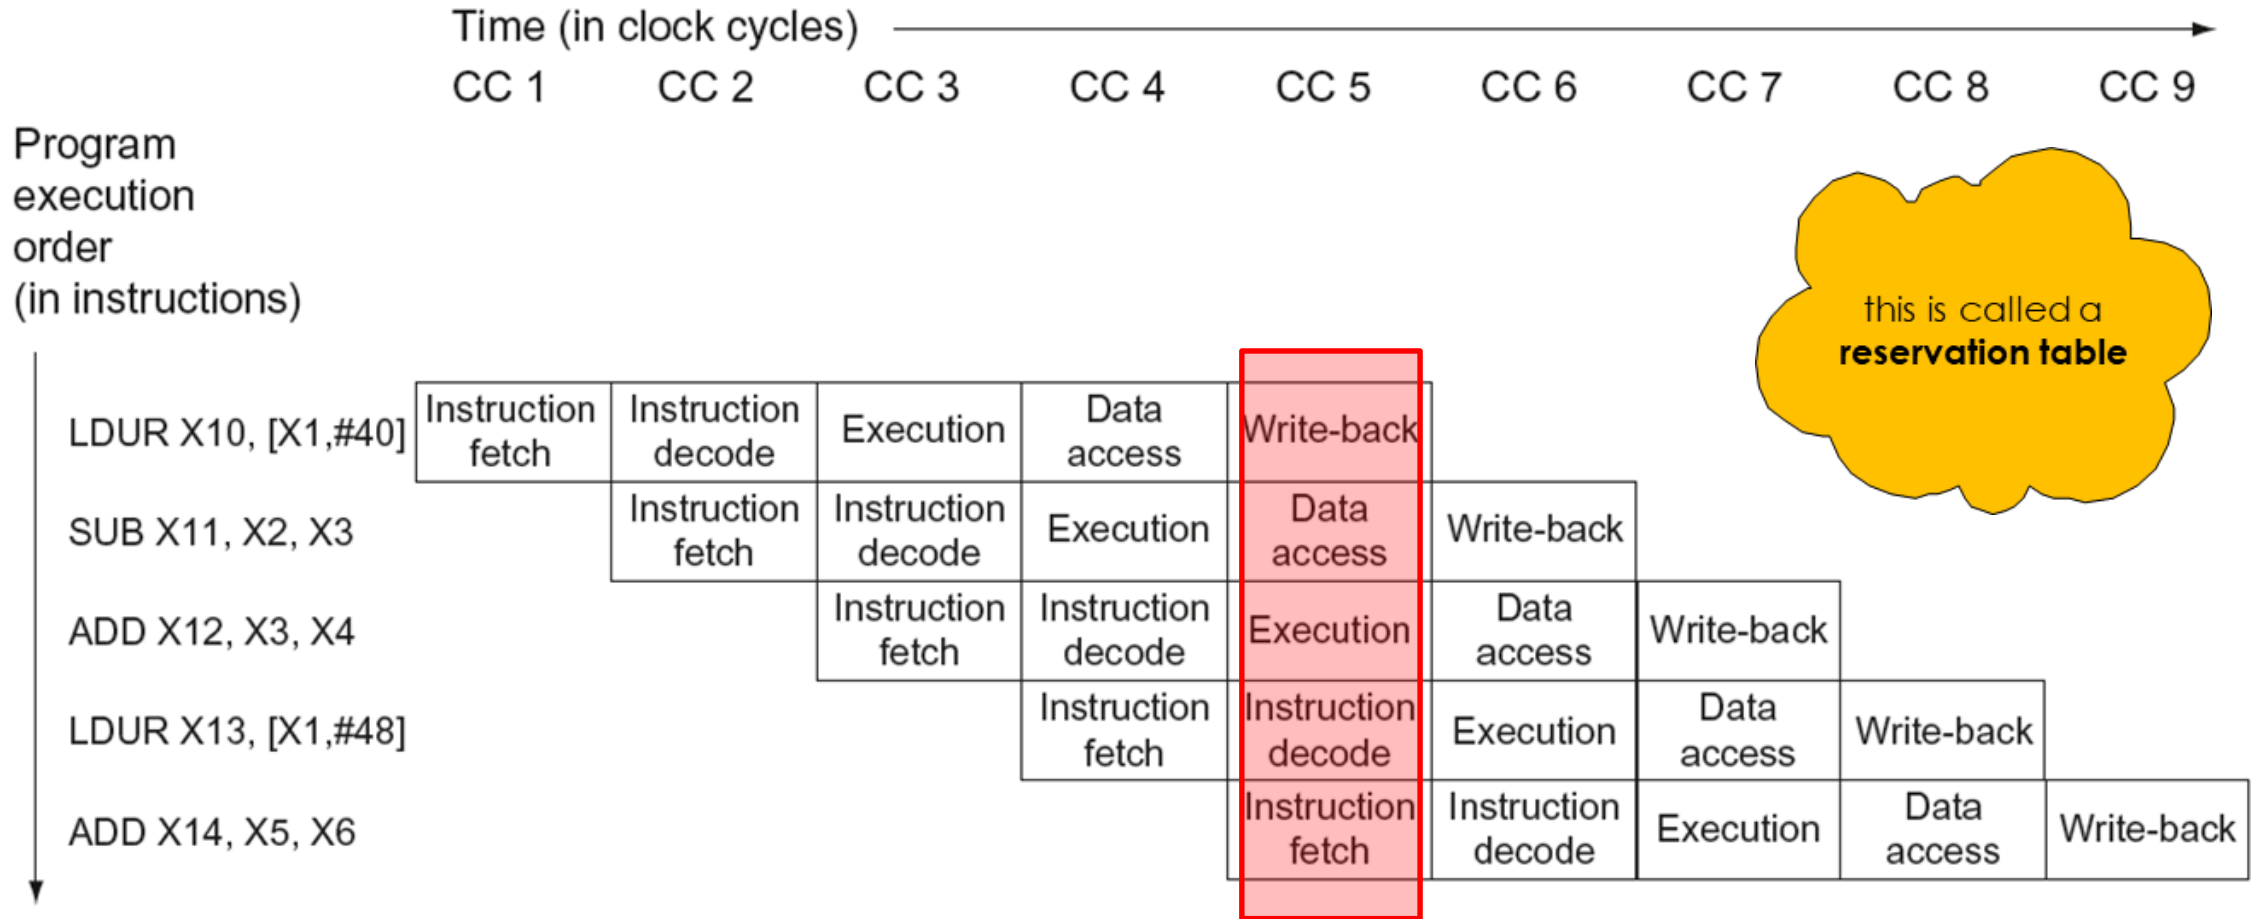 Time (in clock cycles)
CC 1 CC 2 CC 3 CC 4 CC 5 CC 6 CC 7 CC 8 CC 9
Program
execution
order
(in instructions)
this is called a
reservation table
LDUR X10, [X1,#40]
Instruction
fetch
Instruction
decode
Execution
Data
access
Write-back
SUB X11, X2, X3
Instruction
fetch
Instruction
decode
Execution
Data
access
Write-back
ADD X12, X3, X4
Instruction
fetch
Instruction
decode
Execution
Data
access
Write-back
LDUR X13, [X1,#48]
Instruction
fetch
Instruction
decode
Execution
Data
access
Write-back
ADD X14, X5, X6
Instruction
fetch
Instruction
decode
Execution
Data
access
Write-back